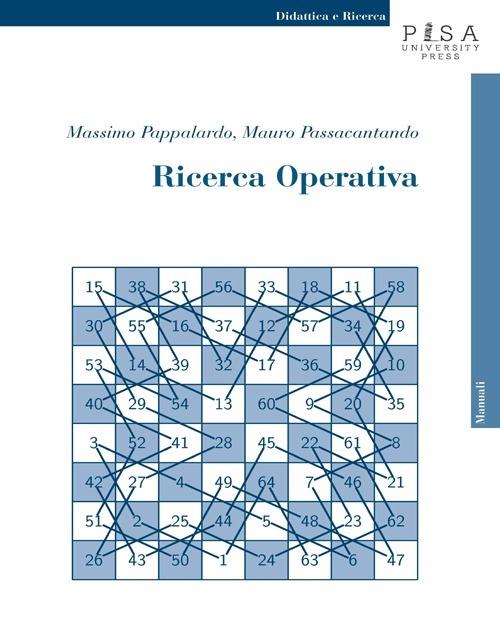 Didattica e Ricerca
PISA
UNIVERSITY
PRESS
Massimo Pappalardo, Mauro Passacantando
Ricerca Operativa
Manuali
15 38 31 56 33 18 11 58
30 55 16 37 12 57 34 19
53 14 39 32 17 36 59 10
40 29 54 13 60 9 20 35
3 52 41 28 45 22 61 8
42 27 4 49 64 7 46 21
51 2 25 44 5 48 23 62
26 43 50 1 24 63 6 47